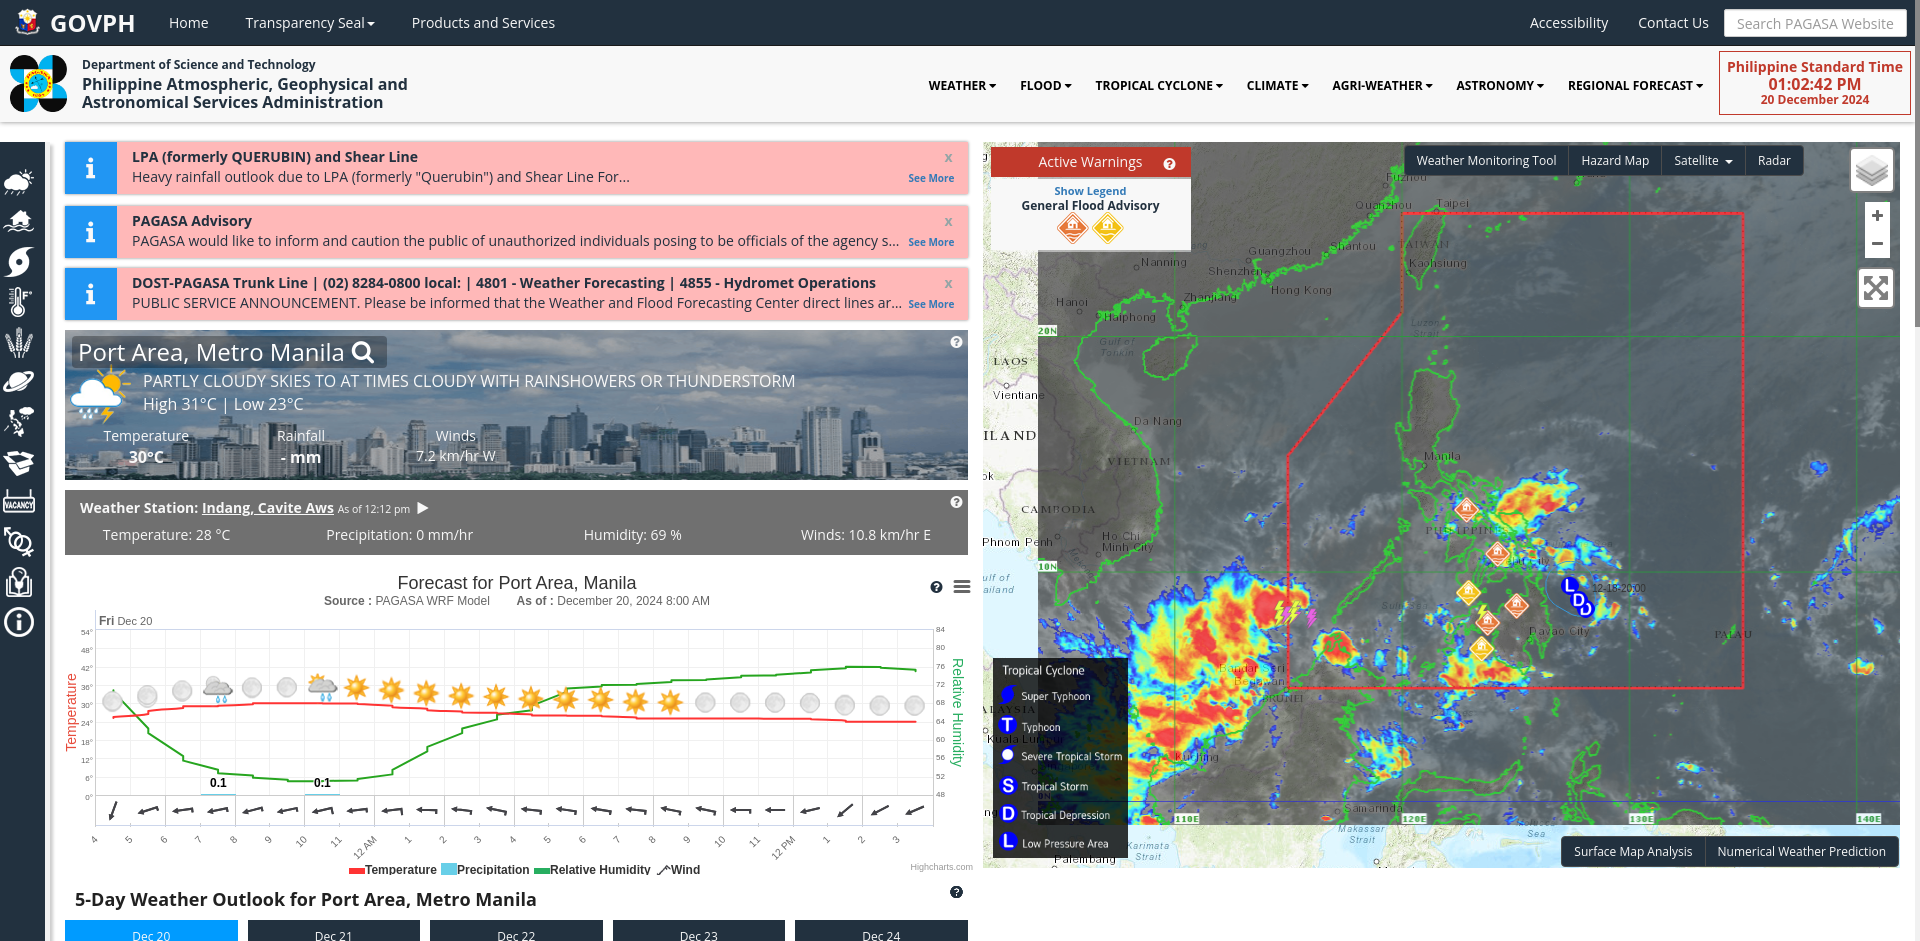 GOVPH
Home
Transparency Seal
Products and Services
Accessibility
Contact Us
Search PAGASA Website
Department of Science and Technology
Philippine Atmospheric, Geophysical and
Astronomical Services Administration
WEATHER
FLOOD
TROPICAL CYCLONE
CLIMATE
AGRI-WEATHER
ASTRONOMY
REGIONAL FORECAST
Philippine Standard Time
01:02:42 PM
20 December 2024
VACANCY
LPA (formerly QUERUBIN) and Shear Line
x
Heavy rainfall outlook due to LPA (formerly "Querubin") and Shear Line For...
See More
PAGASA Advisory
x
PAGASA would like to inform and caution the public of unauthorized individuals posing to be officials of the agency s...
See More
DOST-PAGASA Trunk Line | (02) 8284-0800 local: | 4801 - Weather Forecasting | 4855 - Hydromet Operations
x
PUBLIC SERVICE ANNOUNCEMENT. Please be informed that the Weather and Flood Forecasting Center direct lines ar...
See More
Port Area, Metro Manila
PARTLY CLOUDY SKIES TO AT TIMES CLOUDY WITH RAINSHOWERS OR THUNDERSTORM
High 31°C | Low 23°C
Temperature
30°C
Rainfall
- mm
Winds
7.2 km/hr W
Weather Station: Indang, Cavite Aws As of 12:12 pm
Temperature: 28 °C
Precipitation: 0 mm/hr
Humidity: 69 %
Winds: 10.8 km/hr E
Forecast for Port Area, Manila
Source : PAGASA WRF Model
As of : December 20, 2024 8:00 AM
Fri Dec 20
Temperature
54°
48°
42°
36°
30°
24°
18°
12°
6°
0°
84
80
76
72
68
64
60
56
52
48
Relative Humidity
0.1
0.1
4
5
6
7
8
9
10
11
12 AM
1
2
3
4
5
6
7
8
9
10
11
12 PM
1
2
3
Temperature
Precipitation
Relative Humidity
Wind
Highcharts.com
5-Day Weather Outlook for Port Area, Metro Manila
Dec 20
Dec 21
Dec 22
Dec 23
Dec 24
Active Warnings
Show Legend
General Flood Advisory
Weather Monitoring Tool
Hazard Map
Satellite
Radar
+
−
Fuzhou
Quanzhou
Taipei
TAIWAN
Kaohsiung
Guangzhou
Shantou
Nanning
Shenzhen
Hong Kong
Zhanjiang
Hanoi
Haiphong
20N
Gulf of
Tonkin
Luzon
Strait
LAOS
Vientiane
Da Nang
ILAND
VIETNAM
Manila
ok
CAMBODIA
PHILIPPINES
Phnom Penh
Ho Chi
Minh City
10N
ulf of
ailand
12-18-20:00
L
D
D
Davao City
PALAU
Bandar Seri
Begawan
BRUNEI
ALAYSIA
Kuala Lumpur
Kuching
Samarinda
110E
120E
130E
140E
Makassar
Strait
Sea
Karimata
Strait
Palembang
Tropical Cyclone
Super Typhoon
T Typhoon
Severe Tropical Storm
S Tropical Storm
D Tropical Depression
L Low Pressure Area
Surface Map Analysis
Numerical Weather Prediction